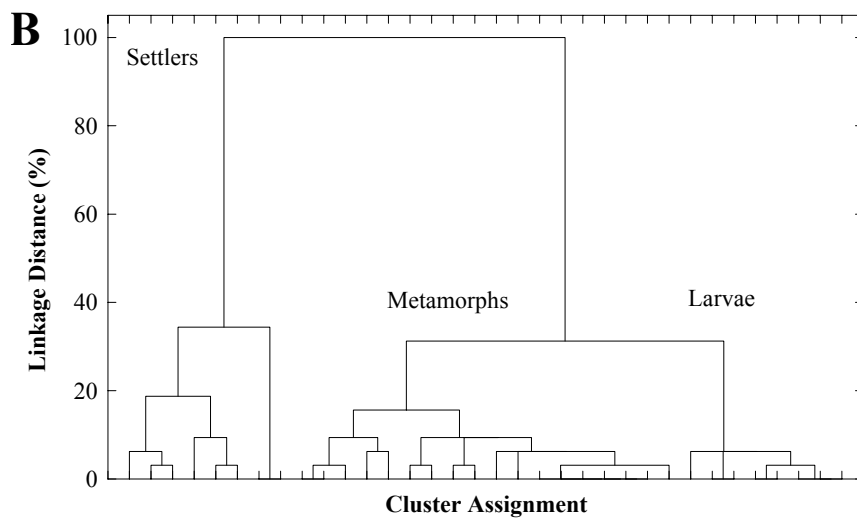 B
100
Settlers
80
Linkage Distance (%)
60
40
Metamorphs
Larvae
20
0
Cluster Assignment